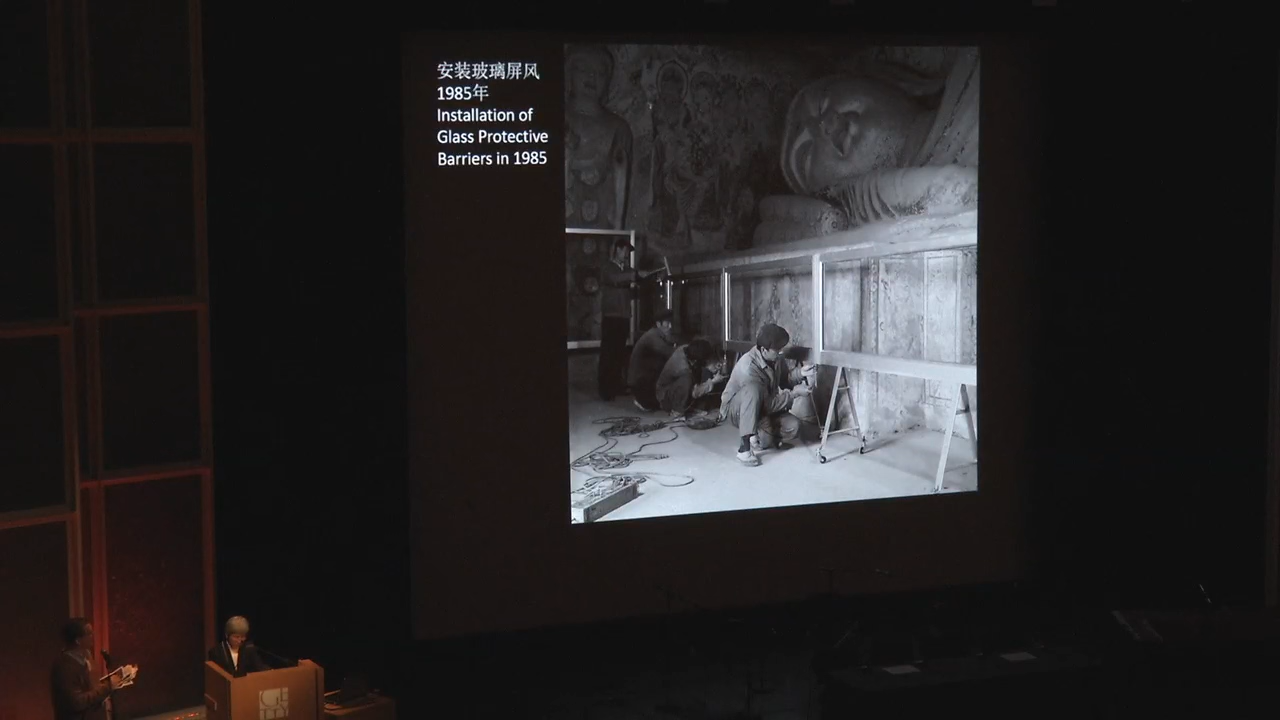 安装玻璃屏风
1985年
Installation of
Glass Protective
Barriers in 1985